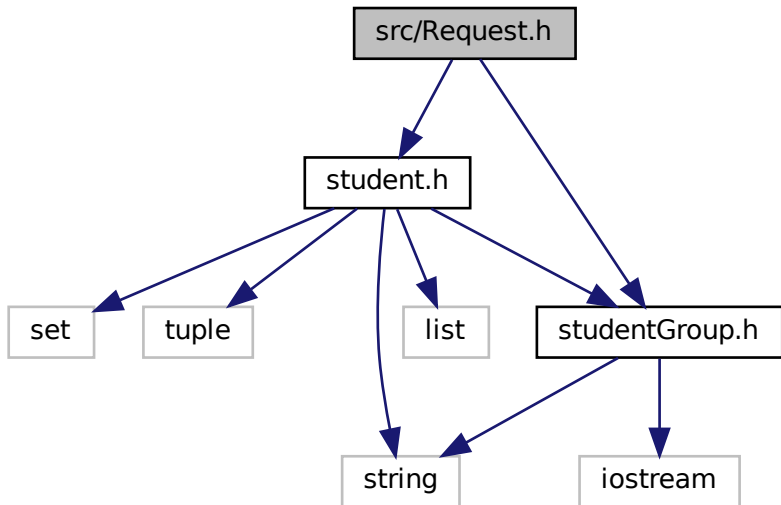 src/Request.h
student.h
set
tuple
list
studentGroup.h
string
iostream